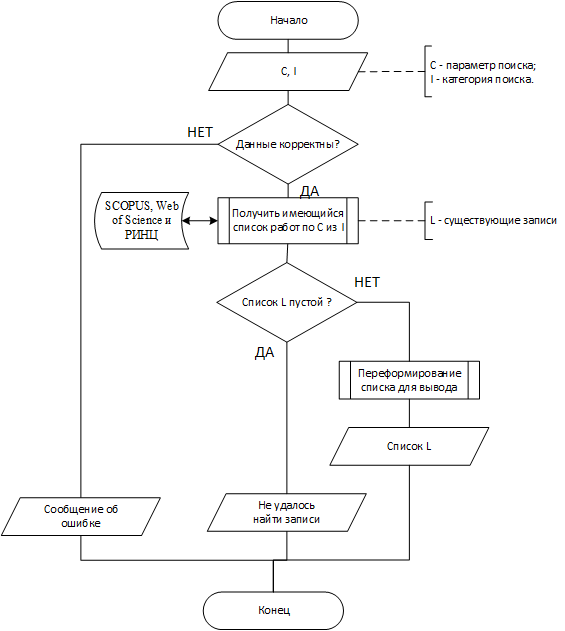 Начало
C, I
C - параметр поиска;
I - категория поиска.
НЕТ
Данные корректны?
ДА
SCOPUS, Web
of Science и
РИНЦ
Получить имеющийся
список работ по C из I
L - существующие записи
НЕТ
Список L пустой ?
ДА
Переформирование
списка для вывода
Список L
Сообщение об
ошибке
Не удалось
найти записи
Конец